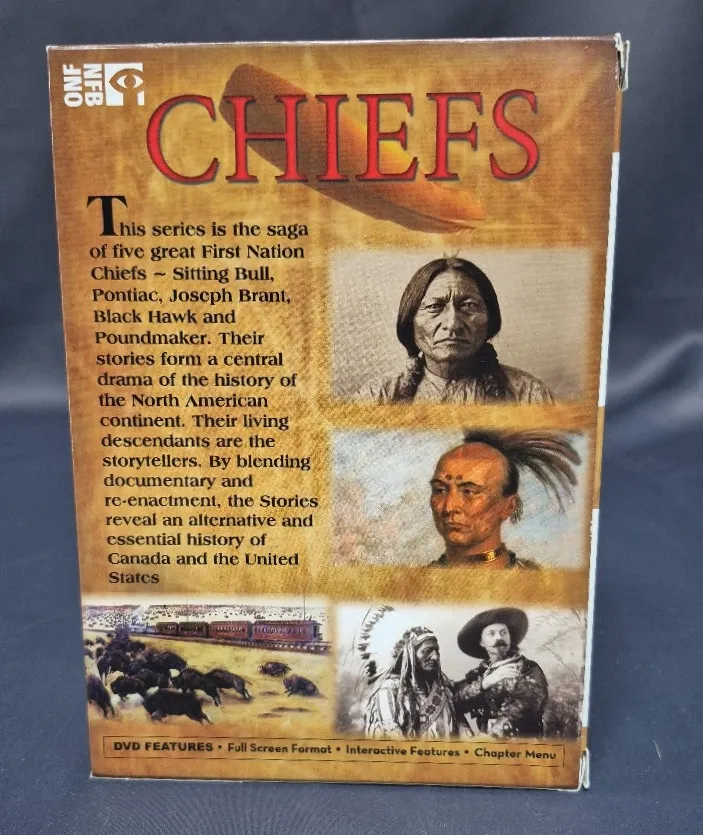 ONF
NFB
CHIEFS
This series is the saga
of five great First Nation
Chiefs ~ Sitting Bull,
Pontiac, Joseph Brant,
Black Hawk and
Poundmaker. Their
stories form a central
drama of the history of
the North American
continent. Their living
descendants are the
storytellers. By blending
documentary and
re-enactment, the Stories
reveal an alternative and
essential history of
Canada and the United
States
DVD FEATURES • Full Screen Format • Interactive Features • Chapter Menu